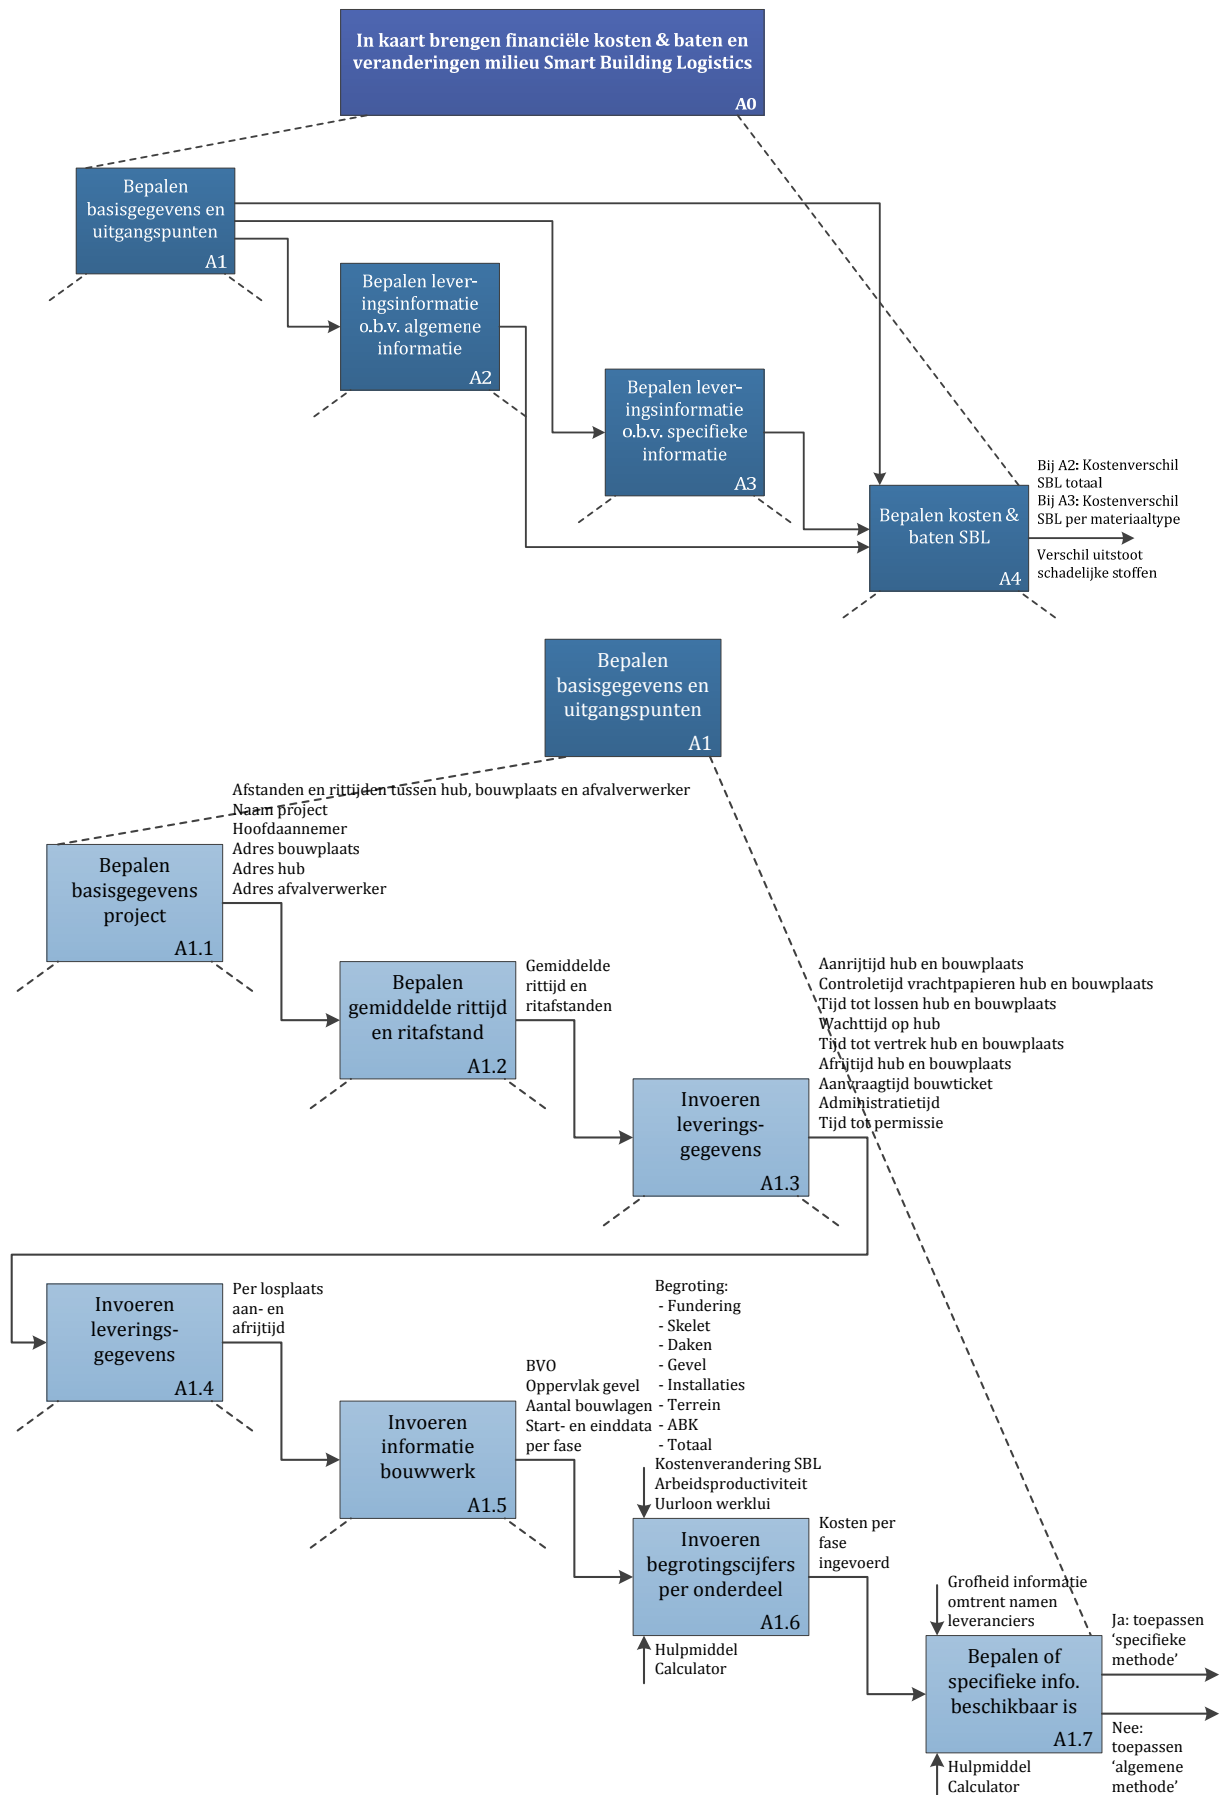 In kaart brengen financiële kosten & baten en
veranderingen milieu Smart Building Logistics
A0
Bepalen
basisgegevens en
uitgangspunten
A1
Bepalen lever-
ingsinformatie
o.b.v. algemene
informatie
A2
Bepalen lever-
ingsinformatie
o.b.v. specifieke
informatie
A3
Bepalen kosten &
baten SBL
A4
Bij A2: Kostenverschil
SBL totaal
Bij A3: Kostenverschil
SBL per materiaaltype
Verschil uitstoot
schadelijke stoffen
Bepalen
basisgegevens en
uitgangspunten
A1
Afstanden en rittijden tussen hub, bouwplaats en afvalverwerker
Naam project
Hoofdaannemer
Adres bouwplaats
Adres hub
Adres afvalverwerker
Bepalen
basisgegevens
project
A1.1
Bepalen
gemiddelde rittijd
en ritafstand
A1.2
Gemiddelde
rittijd en
ritafstanden
Invoeren
leverings-
gegevens
A1.3
Aanrijtijd hub en bouwplaats
Controletijd vrachtpapieren hub en bouwplaats
Tijd tot lossen hub en bouwplaats
Wachttijd op hub
Tijd tot vertrek hub en bouwplaats
Afrijtijd hub en bouwplaats
Aanvraagtijd bouwticket
Administratietijd
Tijd tot permissie
Invoeren
leverings-
gegevens
A1.4
Per losplaats
aan- en
afrijtijd
Invoeren
informatie
bouwwerk
A1.5
BVO
Oppervlak gevel
Aantal bouwlagen
Start- en einddata
per fase
Begroting:
- Fundering
- Skelet
- Daken
- Gevel
- Installaties
- Terrein
- ABK
- Totaal
Kostenverandering SBL
Arbeidsproductiviteit
Uurloon werklui
Invoeren
begrotingscijfers
per onderdeel
A1.6
Hulpmiddel
Calculator
Kosten per
fase
ingevoerd
Grofheid informatie
omtrent namen
leveranciers
Bepalen of
specifieke info.
beschikbaar is
A1.7
Hulpmiddel
Calculator
Ja: toepassen
‘specifieke
methode’
Nee:
toepassen
‘algemene
methode’